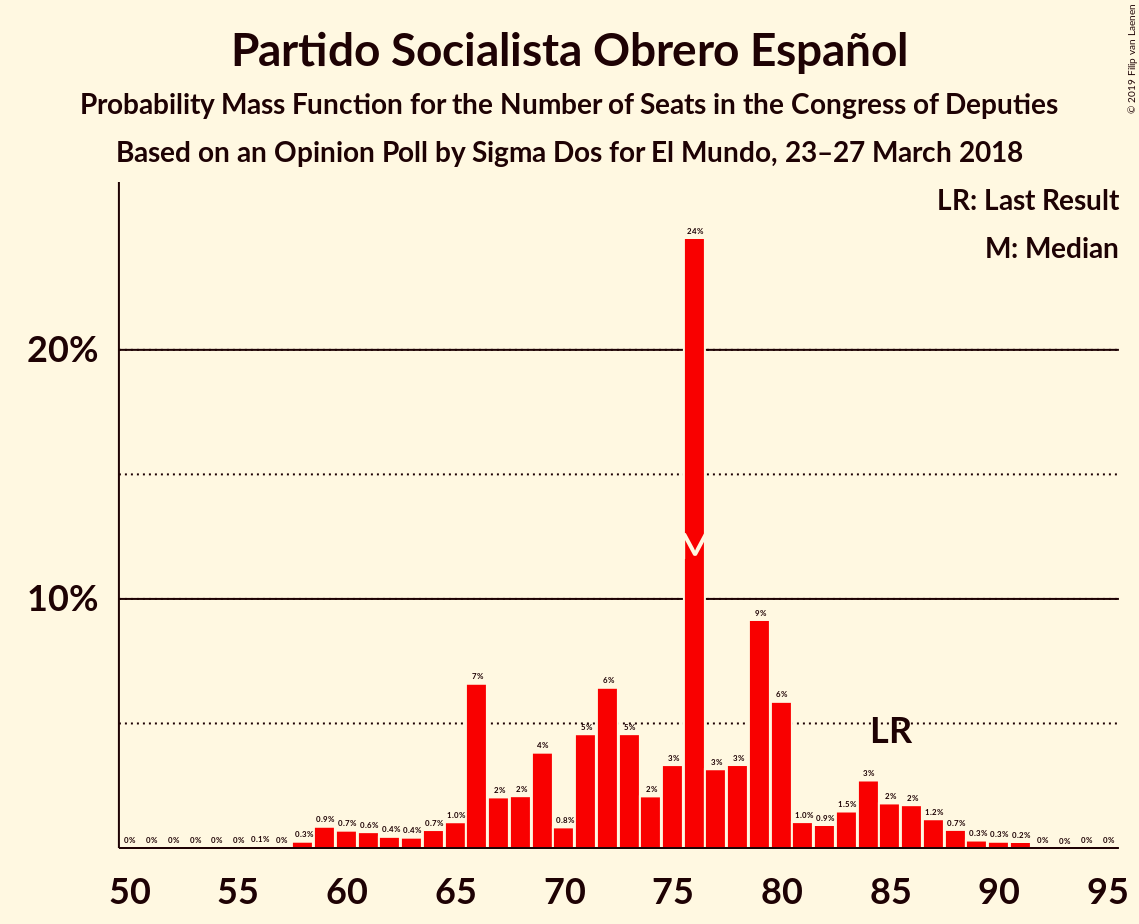 Partido Socialista Obrero Español
Probability Mass Function for the Number of Seats in the Congress of Deputies
Based on an Opinion Poll by Sigma Dos for El Mundo, 23–27 March 2018
© 2019 Filip van Laenen
LR: Last Result
M: Median
20%
10%
0% 0% 0% 0% 0% 0% 0.1% 0% 0.3% 0.9% 0.7% 0.6% 0.4% 0.4% 0.7% 1.0% 7% 2% 2% 4% 0.8% 5% 6% 5% 2% 3% 24% 3% 3% 9% 6% 1.0% 0.9% 1.5% 3% 2% 2% 1.2% 0.7% 0.3% 0.3% 0.2% 0% 0% 0% 0%
LR
50 55 60 65 70 75 80 85 90 95